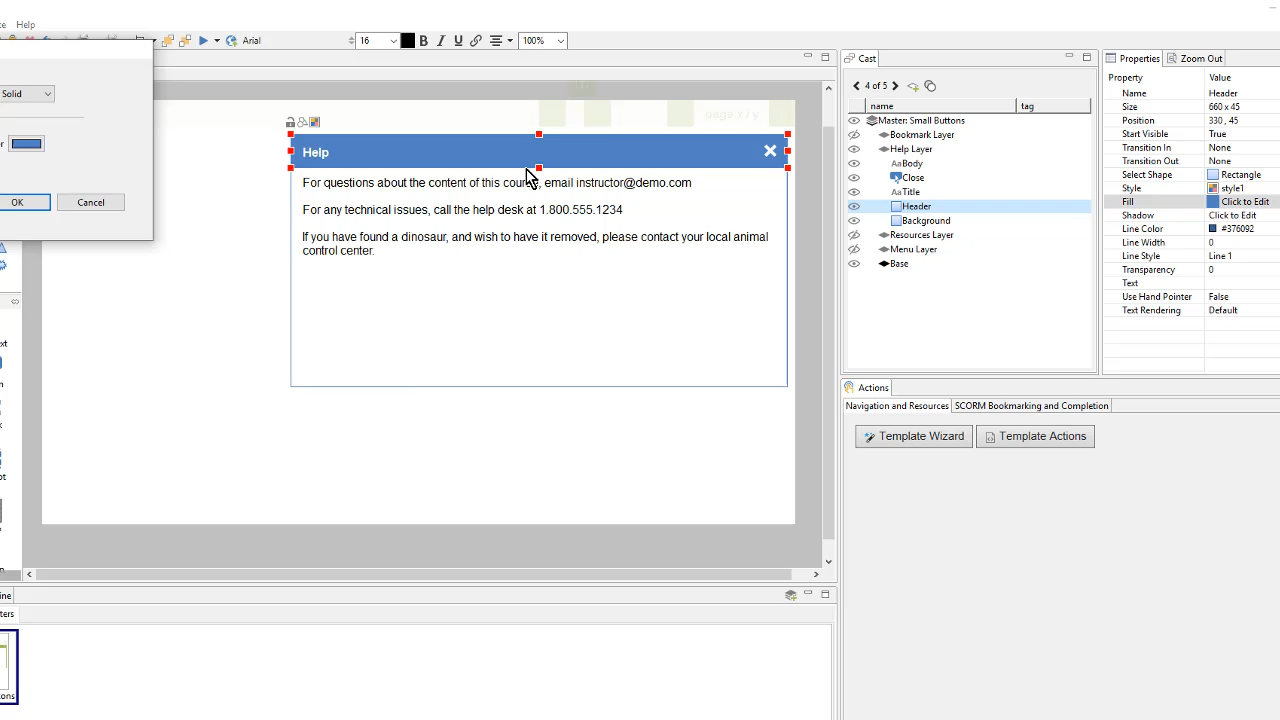 Help
Arial
16
B I U
100%
Solid
OK
Cancel
page x / y
Help
For questions about the content of this course, email instructor@demo.com
For any technical issues, call the help desk at 1.800.555.1234
If you have found a dinosaur, and wish to have it removed, please contact your local animal
control center.
Cast
4 of 5
name tag
Master: Small Buttons
Bookmark Layer
Help Layer
Body
Close
Title
Header
Background
Resources Layer
Menu Layer
Base
Properties Zoom Out
Property Value
Name Header
Size 660 x 45
Position 330 , 45
Start Visible True
Transition In None
Transition Out None
Select Shape Rectangle
Style style1
Fill Click to Edit
Shadow Click to Edit
Line Color #376092
Line Width 0
Line Style Line 1
Transparency 0
Text
Use Hand Pointer False
Text Rendering Default
Actions
Navigation and Resources SCORM Bookmarking and Completion
Template Wizard Template Actions